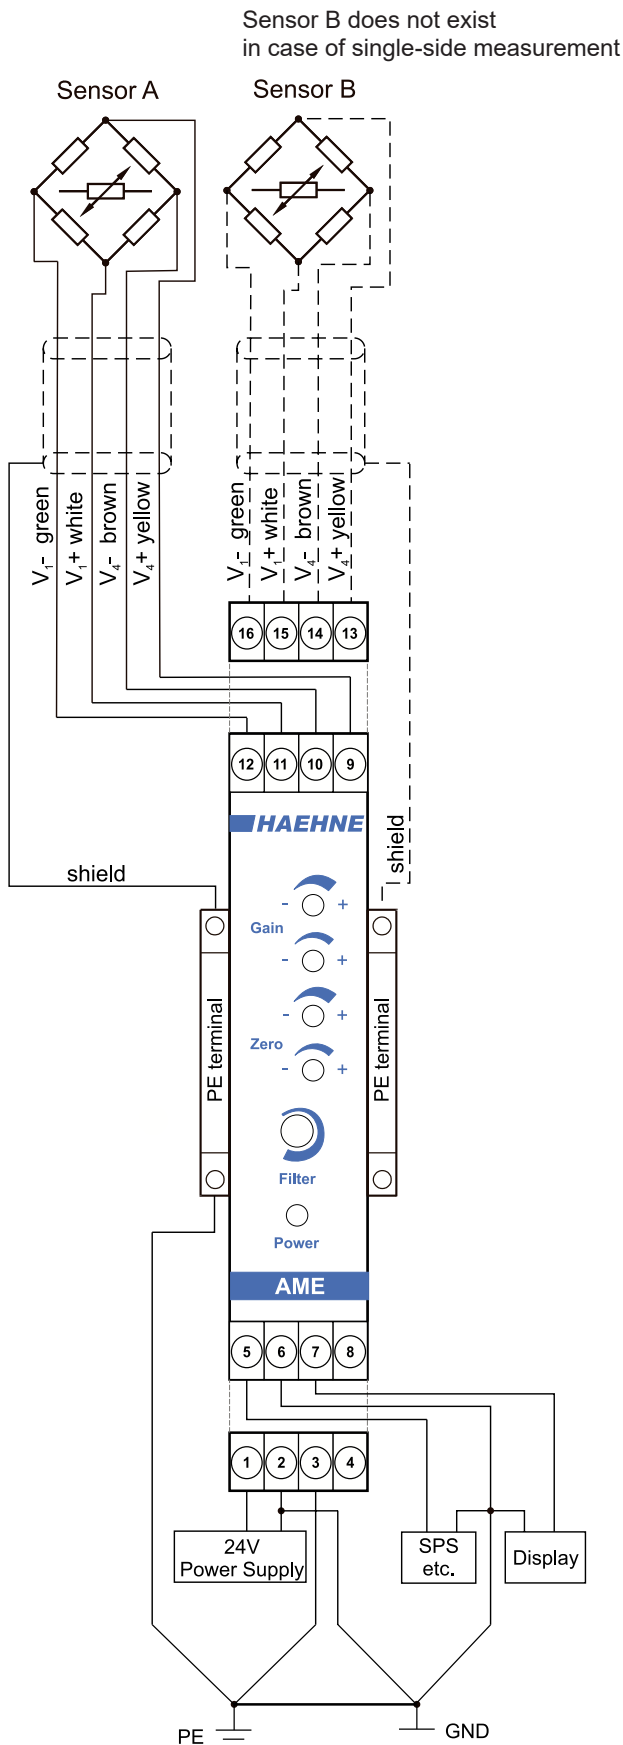 Sensor B does not exist
in case of single-side measurement
Sensor A
Sensor B
V1- green
V1+ white
V4- brown
V4+ yellow
V1- green
V1+ white
V4- brown
V4+ yellow
16 15 14 13
12 11 10 9
HAEHNE
shield
shield
- +
Gain
- +
- +
Zero
- +
PE terminal
PE terminal
Filter
Power
AME
5 6 7 8
1 2 3 4
24V
Power Supply
SPS
etc.
Display
PE
GND